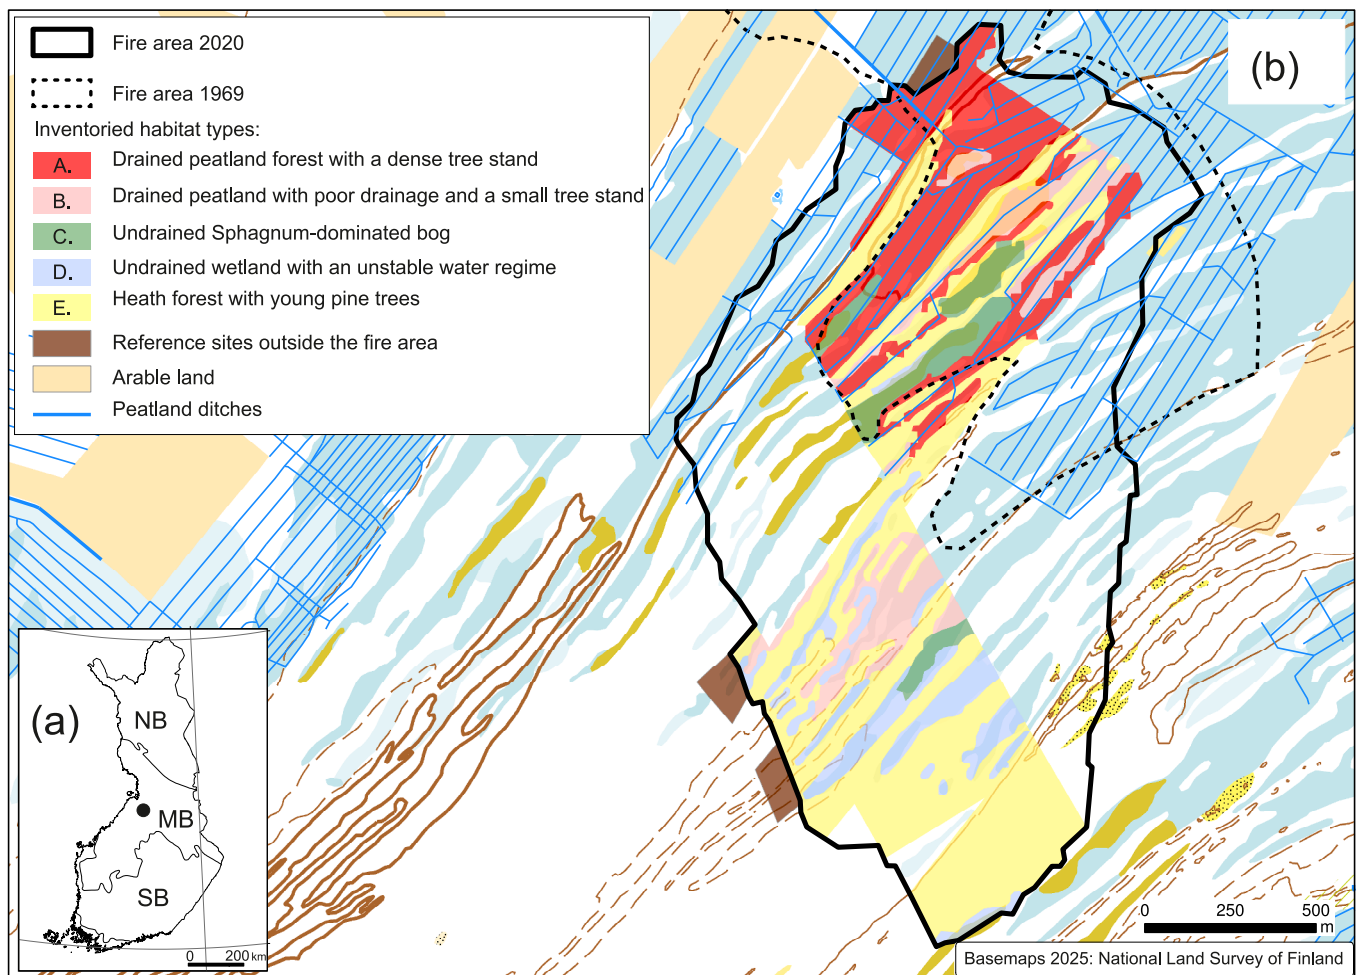 Fire area 2020
Fire area 1969
Inventoried habitat types:
A. Drained peatland forest with a dense tree stand
B. Drained peatland with poor drainage and a small tree stand
C. Undrained Sphagnum-dominated bog
D. Undrained wetland with an unstable water regime
E. Heath forest with young pine trees
Reference sites outside the fire area
Arable land
Peatland ditches
(b)
(a)
NB
MB
SB
0 200 km
0 250 500
m
Basemaps 2025: National Land Survey of Finland